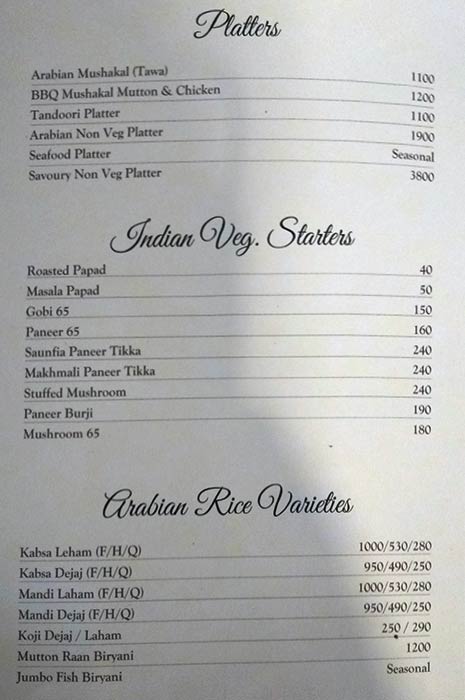 Platters
Arabian Mushakal (Tawa) 1100
BBQ Mushakal Mutton & Chicken 1200
Tandoori Platter 1100
Arabian Non Veg Platter 1900
Seafood Platter Seasonal
Savoury Non Veg Platter 3800
Indian Veg. Starters
Roasted Papad 40
Masala Papad 50
Gobi 65 150
Paneer 65 160
Saunfia Paneer Tikka 240
Makhmali Paneer Tikka 240
Stuffed Mushroom 240
Paneer Burji 190
Mushroom 65 180
Arabian Rice Varieties
Kabsa Leham (F/H/Q) 1000/530/280
Kabsa Dejaj (F/H/Q) 950/490/250
Mandi Laham (F/H/Q) 1000/530/280
Mandi Dejaj (F/H/Q) 950/490/250
Koji Dejaj / Laham 250 / 290
Mutton Raan Biryani 1200
Jumbo Fish Biryani Seasonal